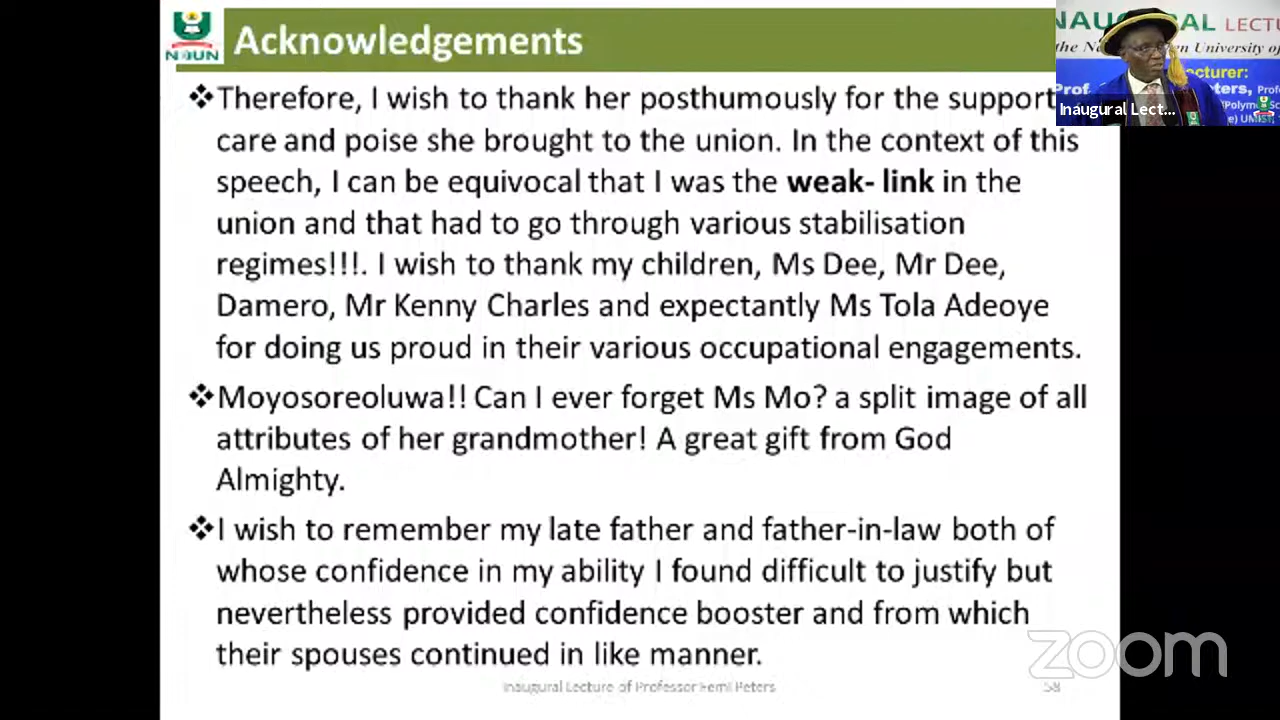 NOUN
Acknowledgements
❖Therefore, I wish to thank her posthumously for the support
care and poise she brought to the union. In the context of this
speech, I can be equivocal that I was the weak- link in the
union and that had to go through various stabilisation
regimes!!!. I wish to thank my children, Ms Dee, Mr Dee,
Damero, Mr Kenny Charles and expectantly Ms Tola Adeoye
for doing us proud in their various occupational engagements.
❖Moyosoreoluwa!! Can I ever forget Ms Mo? a split image of all
attributes of her grandmother! A great gift from God
Almighty.
❖I wish to remember my late father and father-in-law both of
whose confidence in my ability I found difficult to justify but
nevertheless provided confidence booster and from which
their spouses continued in like manner.
Inaugural Lecture of Professor Femi Peters
58
Inaugural Lect...
zoom